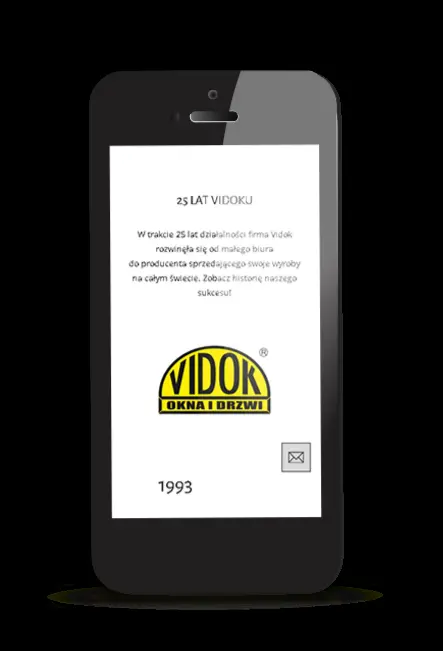 25 LAT VIDOKU
W trakcie 25 lat działalności firma Vidok
rozwinęła się od małego biura
do producenta sprzedającego swoje wyroby
na całym świecie. Zobacz historię naszego
sukcesu!
VIDOK®
OKNA I DRZWI
1993